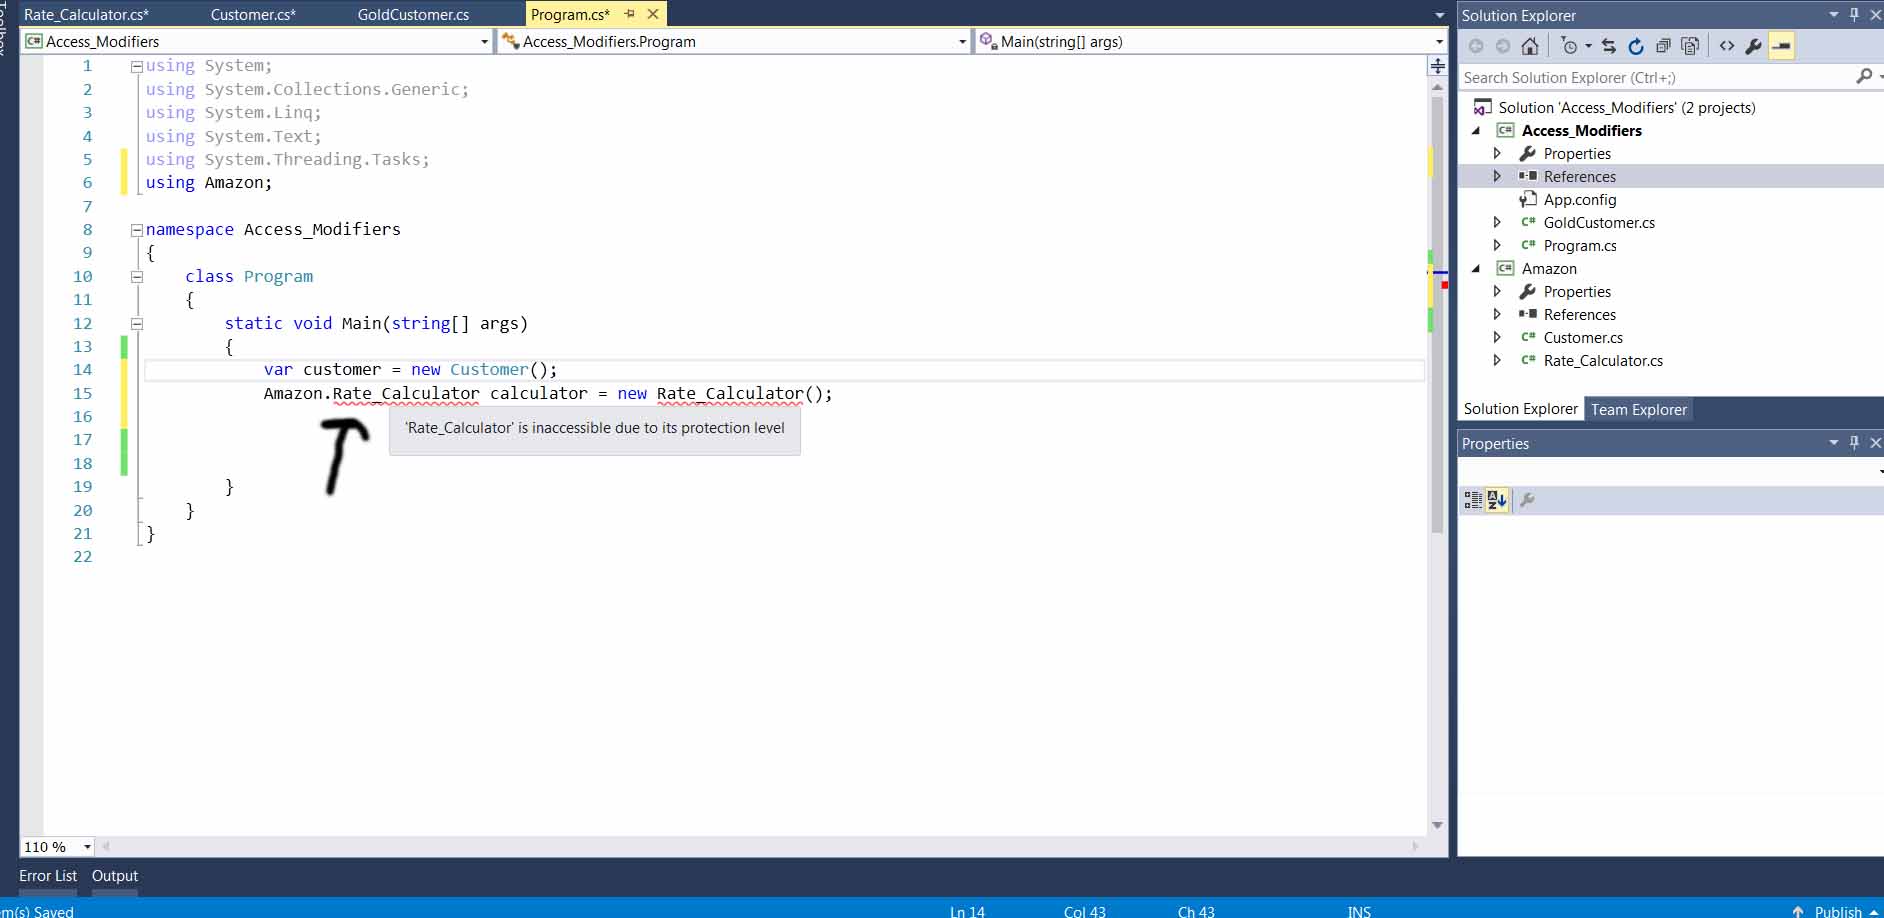 Toolbox
Rate_Calculator.cs* Customer.cs* GoldCustomer.cs Program.cs*
Access_Modifiers Access_Modifiers.Program Main(string[] args)
1 using System;
2 using System.Collections.Generic;
3 using System.Linq;
4 using System.Text;
5 using System.Threading.Tasks;
6 using Amazon;
7
8 namespace Access_Modifiers
9 {
10 class Program
11 {
12 static void Main(string[] args)
13 {
14 var customer = new Customer();
15 Amazon.Rate_Calculator calculator = new Rate_Calculator();
16
'Rate_Calculator' is inaccessible due to its protection level
17
18
19 }
20 }
21 }
22
110 %
Error List Output
em(s) Saved Ln 14 Col 43 Ch 43 INS Publish
Solution Explorer
Search Solution Explorer (Ctrl+;)
Solution 'Access_Modifiers' (2 projects)
C# Access_Modifiers
Properties
References
App.config
C# GoldCustomer.cs
C# Program.cs
C# Amazon
Properties
References
C# Customer.cs
C# Rate_Calculator.cs
Solution Explorer Team Explorer
Properties